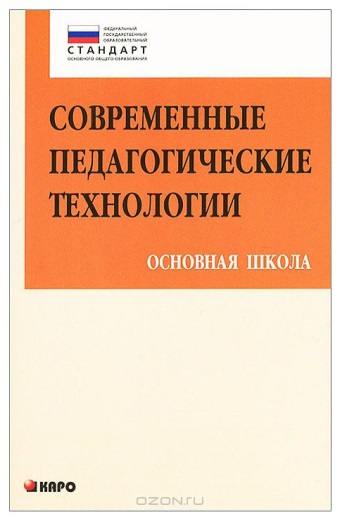 ФЕДЕРАЛЬНЫЙ
ГОСУДАРСТВЕННЫЙ
ОБРАЗОВАТЕЛЬНЫЙ
СТАНДАРТ
ОСНОВНОГО ОБЩЕГО ОБРАЗОВАНИЯ
СОВРЕМЕННЫЕ
ПЕДАГОГИЧЕСКИЕ
ТЕХНОЛОГИИ
ОСНОВНАЯ ШКОЛА
КАРО
OZON.ru